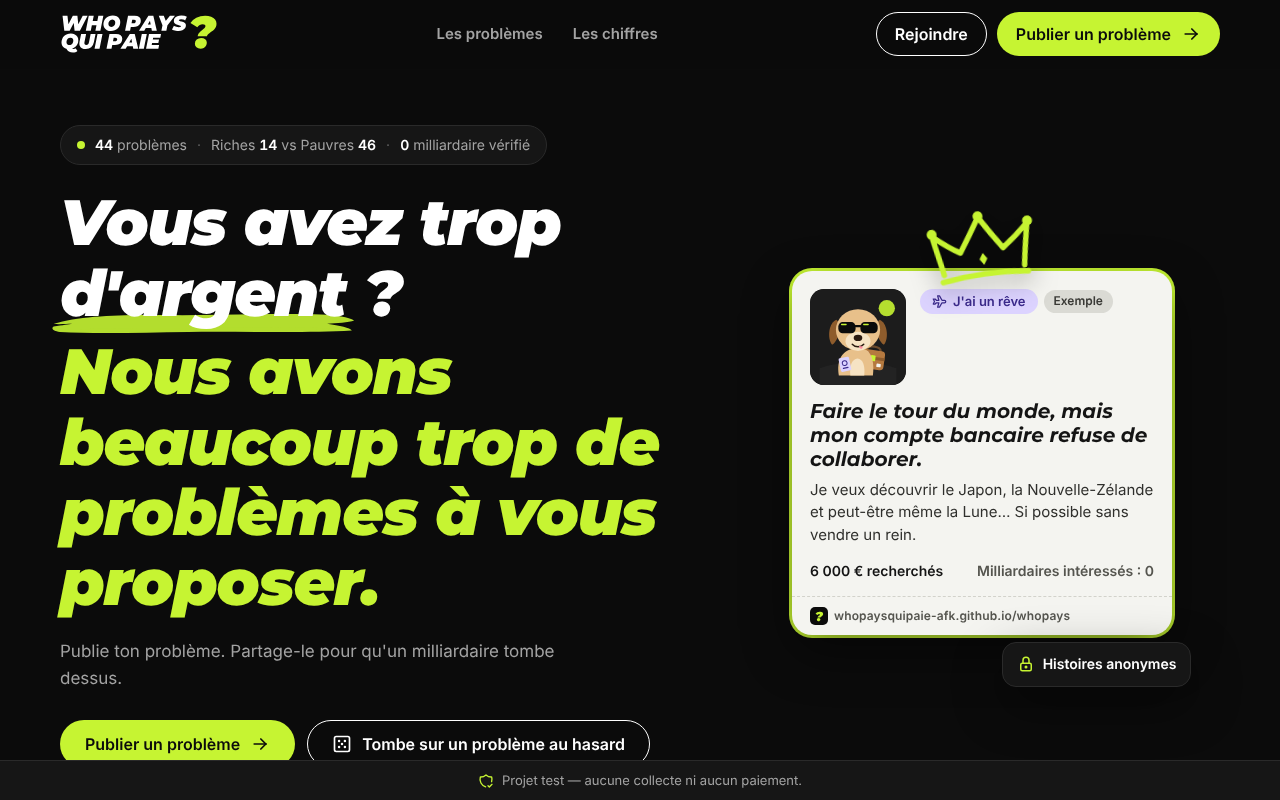 WHO PAYS
QUI PAIE ?
Les problèmes
Les chiffres
Rejoindre
Publier un problème
44 problèmes · Riches 14 vs Pauvres 46 · 0 milliardaire vérifié
Vous avez trop
d'argent ?
Nous avons
beaucoup trop de
problèmes à vous
proposer.
Publie ton problème. Partage-le pour qu'un milliardaire tombe
dessus.
Publier un problème
Tombe sur un problème au hasard
J'ai un rêve
Exemple
Faire le tour du monde, mais
mon compte bancaire refuse de
collaborer.
Je veux découvrir le Japon, la Nouvelle-Zélande
et peut-être même la Lune... Si possible sans
vendre un rein.
6 000 € recherchés
Milliardaires intéressés : 0
? whopaysquipaie-afk.github.io/whopays
Histoires anonymes
Projet test — aucune collecte ni aucun paiement.